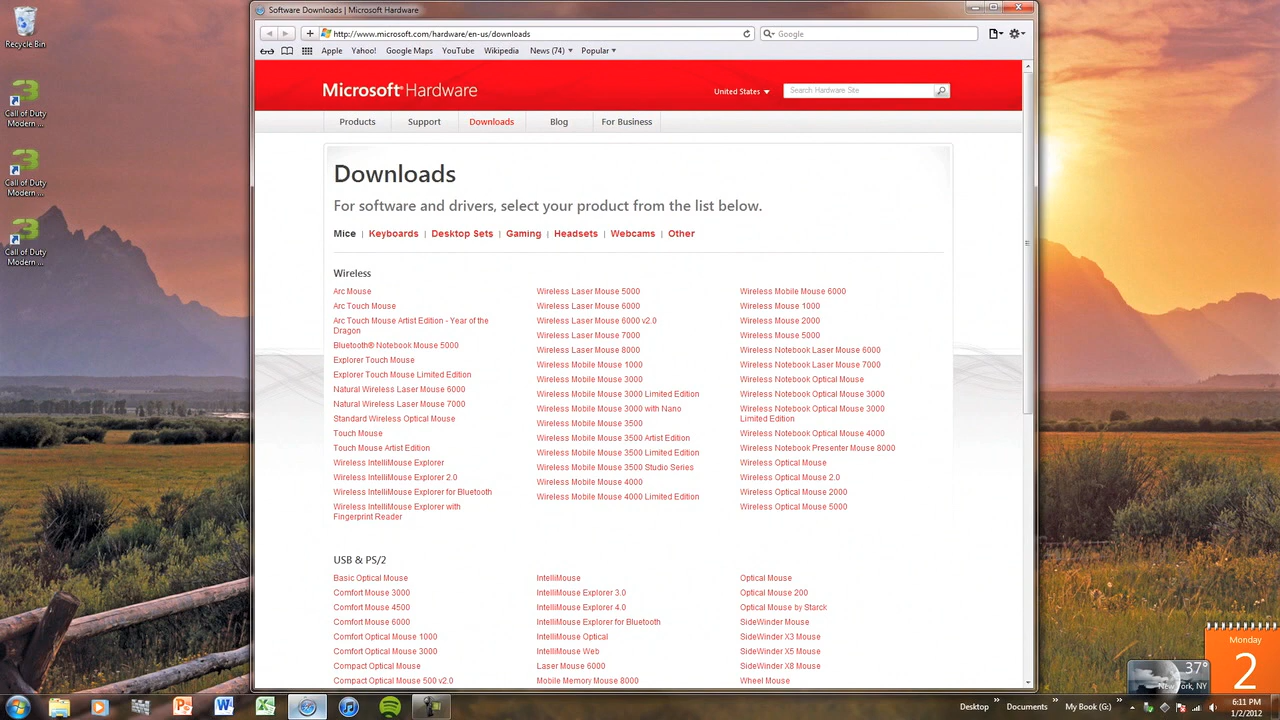 Recycle Bin
3
Call of Duty
Modern ...
3
Call of Duty
Modern ...
3
Call of Duty
Modern ...
Software Downloads | Microsoft Hardware
http://www.microsoft.com/hardware/en-us/downloads
Google
Apple Yahoo! Google Maps YouTube Wikipedia News (74) Popular
Microsoft® Hardware
United States
Search Hardware Site
Products Support Downloads Blog For Business
Downloads
For software and drivers, select your product from the list below.
Mice | Keyboards | Desktop Sets | Gaming | Headsets | Webcams | Other
Wireless
Arc Mouse
Arc Touch Mouse
Arc Touch Mouse Artist Edition - Year of the
Dragon
Bluetooth® Notebook Mouse 5000
Explorer Touch Mouse
Explorer Touch Mouse Limited Edition
Natural Wireless Laser Mouse 6000
Natural Wireless Laser Mouse 7000
Standard Wireless Optical Mouse
Touch Mouse
Touch Mouse Artist Edition
Wireless IntelliMouse Explorer
Wireless IntelliMouse Explorer 2.0
Wireless IntelliMouse Explorer for Bluetooth
Wireless IntelliMouse Explorer with
Fingerprint Reader
Wireless Laser Mouse 5000
Wireless Laser Mouse 6000
Wireless Laser Mouse 6000 v2.0
Wireless Laser Mouse 7000
Wireless Laser Mouse 8000
Wireless Mobile Mouse 1000
Wireless Mobile Mouse 3000
Wireless Mobile Mouse 3000 Limited Edition
Wireless Mobile Mouse 3000 with Nano
Wireless Mobile Mouse 3500
Wireless Mobile Mouse 3500 Artist Edition
Wireless Mobile Mouse 3500 Limited Edition
Wireless Mobile Mouse 3500 Studio Series
Wireless Mobile Mouse 4000
Wireless Mobile Mouse 4000 Limited Edition
Wireless Mobile Mouse 6000
Wireless Mouse 1000
Wireless Mouse 2000
Wireless Mouse 5000
Wireless Notebook Laser Mouse 6000
Wireless Notebook Laser Mouse 7000
Wireless Notebook Optical Mouse
Wireless Notebook Optical Mouse 3000
Wireless Notebook Optical Mouse 3000
Limited Edition
Wireless Notebook Optical Mouse 4000
Wireless Notebook Presenter Mouse 8000
Wireless Optical Mouse
Wireless Optical Mouse 2.0
Wireless Optical Mouse 2000
Wireless Optical Mouse 5000
USB & PS/2
Basic Optical Mouse
Comfort Mouse 3000
Comfort Mouse 4500
Comfort Mouse 6000
Comfort Optical Mouse 1000
Comfort Optical Mouse 3000
Compact Optical Mouse
Compact Optical Mouse 500 v2.0
IntelliMouse
IntelliMouse Explorer 3.0
IntelliMouse Explorer 4.0
IntelliMouse Explorer for Bluetooth
IntelliMouse Optical
IntelliMouse Web
Laser Mouse 6000
Mobile Memory Mouse 8000
Optical Mouse
Optical Mouse 200
Optical Mouse by Starck
SideWinder Mouse
SideWinder X3 Mouse
SideWinder X5 Mouse
SideWinder X8 Mouse
Wheel Mouse
37°
New York, NY
Monday
2
Desktop » Documents » My Book (G:) »
6:11 PM
1/2/2012